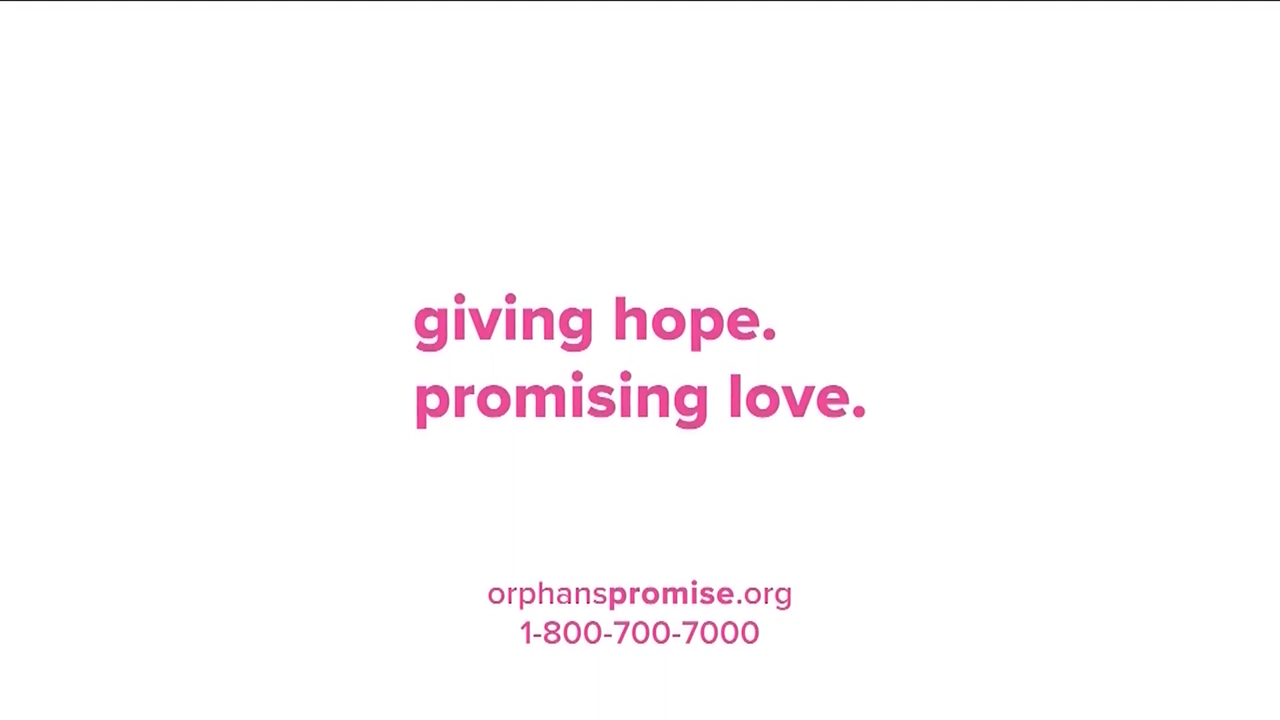 giving hope.
promising love.
orphanspromise.org
1-800-700-7000